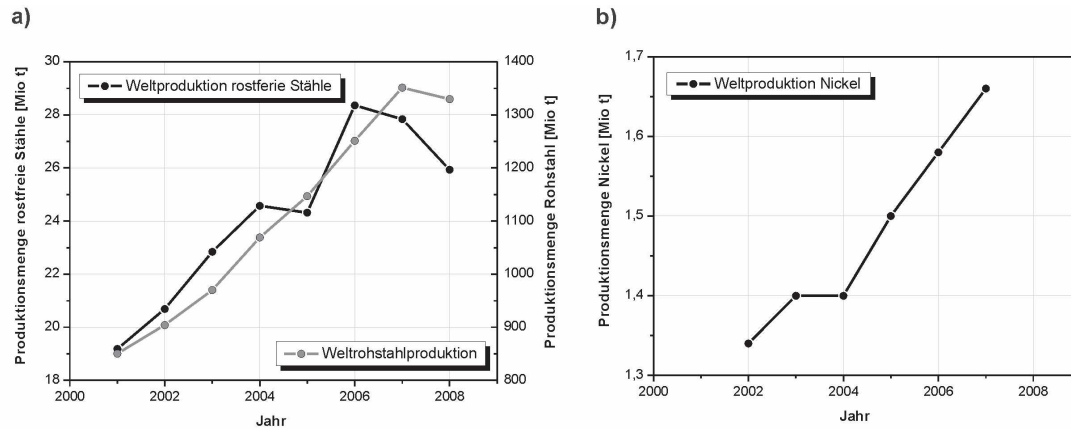 a)
Produktionsmenge rostfreie Stähle [Mio t]
30
28
26
24
22
20
18
Weltproduktion rostferie Stähle
Weltrohstahlproduktion
1400
1300
1200
1100
1000
900
800
Produktionsmenge Rohstahl [Mio t]
2000 2002 2004 2006 2008
Jahr
b)
Produktionsmenge Nickel [Mio t]
1,7
1,6
1,5
1,4
1,3
Weltproduktion Nickel
2000 2002 2004 2006 2008
Jahr